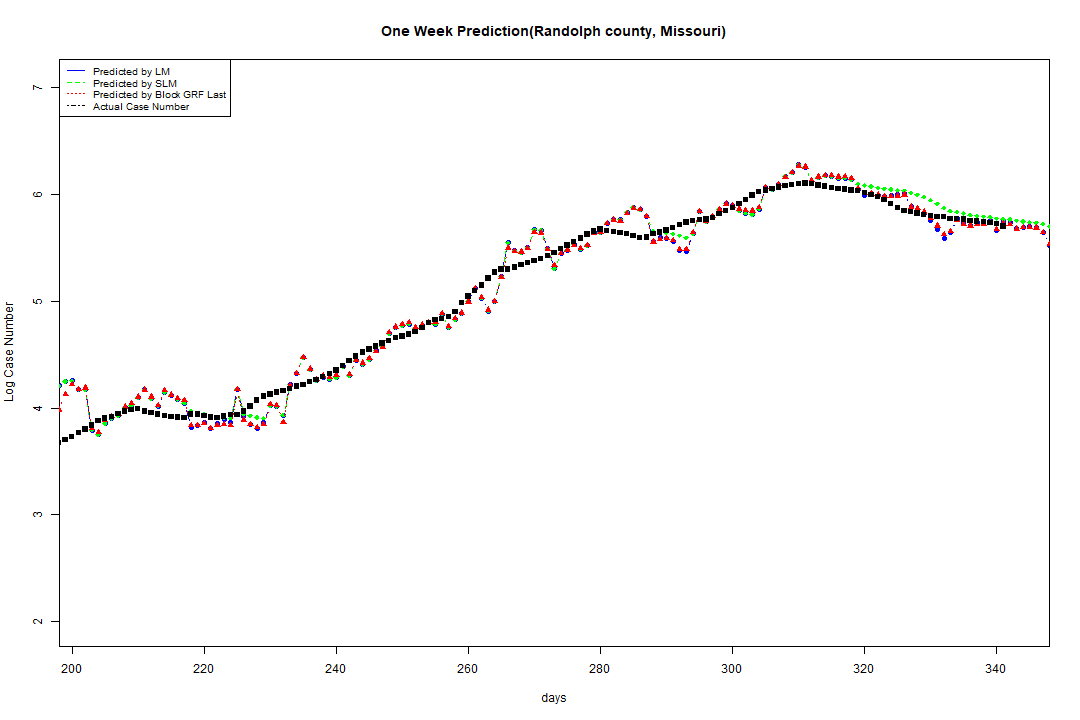 One Week Prediction(Randolph county, Missouri)
Predicted by LM
Predicted by SLM
Predicted by Block GRF Last
Actual Case Number
7
6
5
4
3
2
Log Case Number
200 220 240 260 280 300 320 340
days